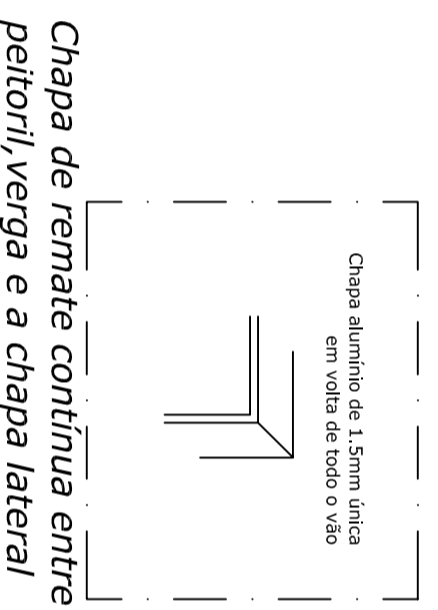 Chapa alumínio de 1.5mm única
em volta de todo o vão
Chapa de remate contínua entre
peitoril,verga e a chapa lateral